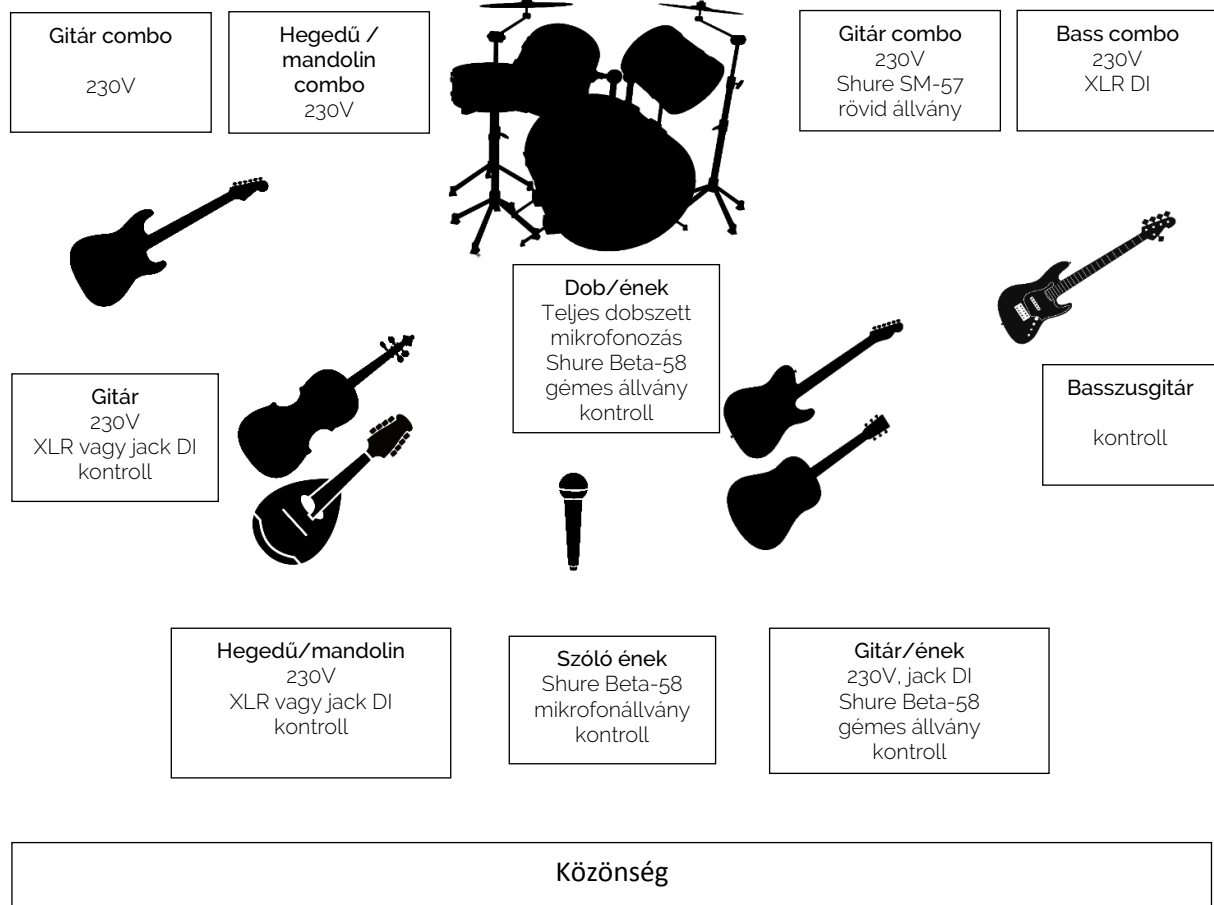 Gitár combo
230V
Hegedű /
mandolin
combo
230V
Gitár combo
230V
Shure SM-57
rövid állvány
Bass combo
230V
XLR DI
Dob/ének
Teljes dobszett
mikrofonozás
Shure Beta-58
gémes állvány
kontroll
Gitár
230V
XLR vagy jack DI
kontroll
Basszusgitár
kontroll
Hegedű/mandolin
230V
XLR vagy jack DI
kontroll
Szóló ének
Shure Beta-58
mikrofonállvány
kontroll
Gitár/ének
230V, jack DI
Shure Beta-58
gémes állvány
kontroll
Közönség